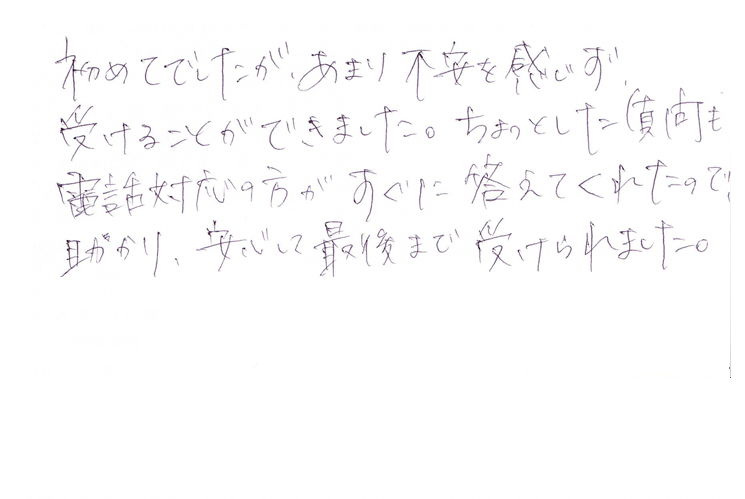 初めてでしたが、あまり不安を感じず、
受けることができました。ちょっとした質問も
電話対応の方がすぐに答えてくれたので
助かり、安心して最後まで受けられました。